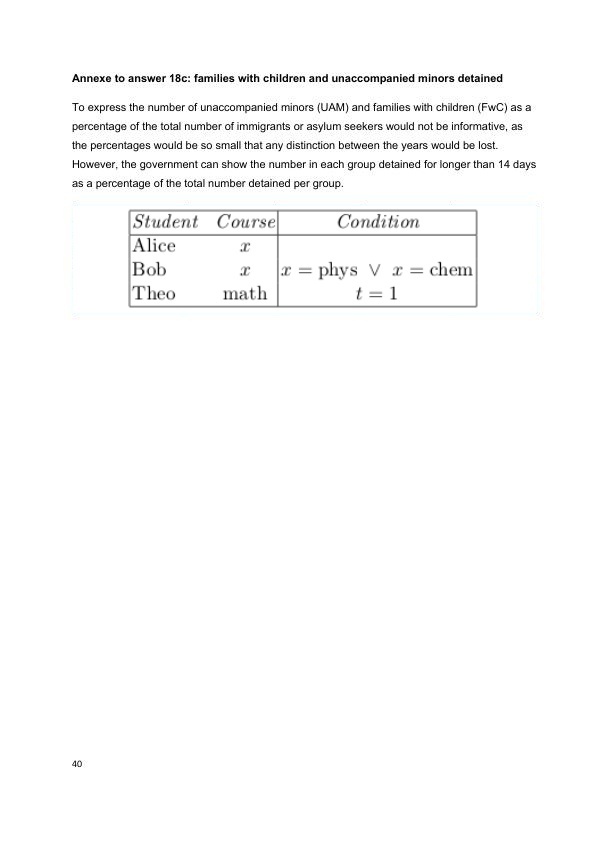 Annexe to answer 18c: families with children and unaccompanied minors detained
To express the number of unaccompanied minors (UAM) and families with children (FwC) as a
percentage of the total number of immigrants or asylum seekers would not be informative, as
the percentages would be so small that any distinction between the years would be lost.
However, the government can show the number in each group detained for longer than 14 days
as a percentage of the total number detained per group.
Student Course Condition
Alice x
Bob x x = phys ∨ x = chem
Theo math t = 1
40